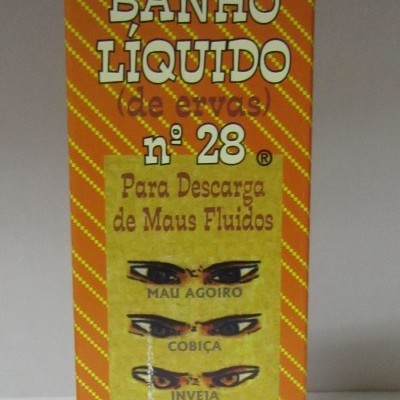 BANHO
LÍQUIDO
(de ervas)
nº 28 ®
Para Descarga
de Maus Fluidos
MAU AGOIRO
COBIÇA
INVEJA